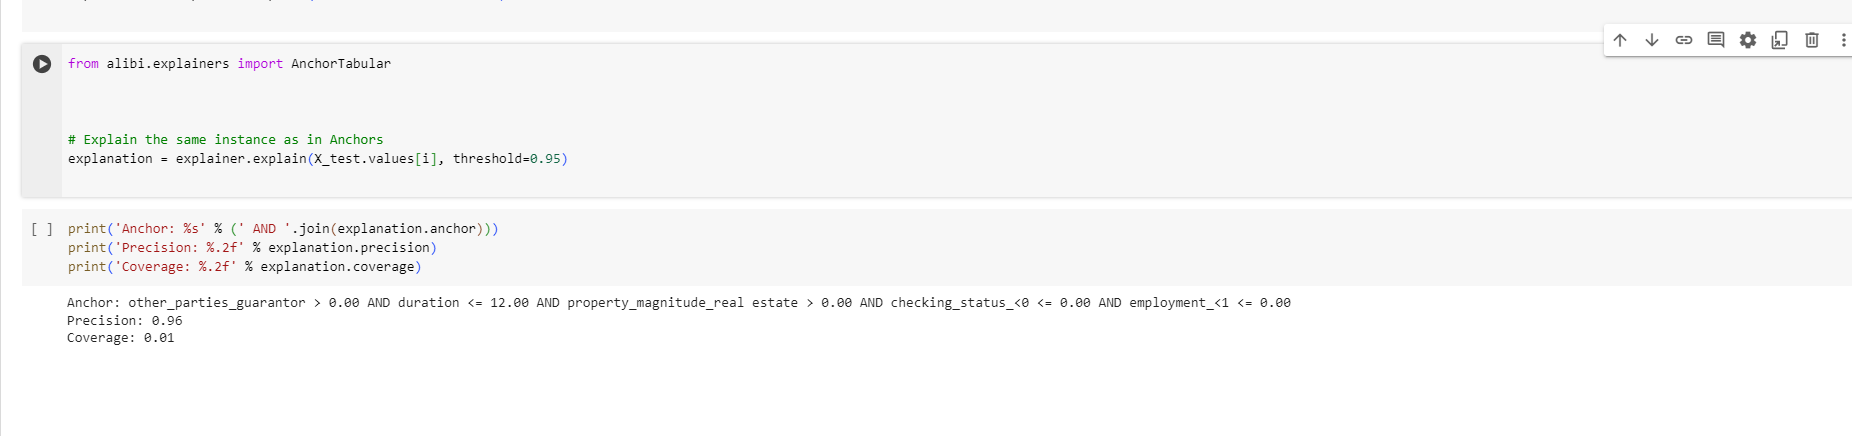 from alibi.explainers import AnchorTabular
# Explain the same instance as in Anchors
explanation = explainer.explain(X_test.values[i], threshold=0.95)
[ ] print('Anchor: %s' % (' AND '.join(explanation.anchor)))
print('Precision: %.2f' % explanation.precision)
print('Coverage: %.2f' % explanation.coverage)
Anchor: other_parties_guarantor > 0.00 AND duration <= 12.00 AND property_magnitude_real estate > 0.00 AND checking_status_<0 <= 0.00 AND employment_<1 <= 0.00
Precision: 0.96
Coverage: 0.01